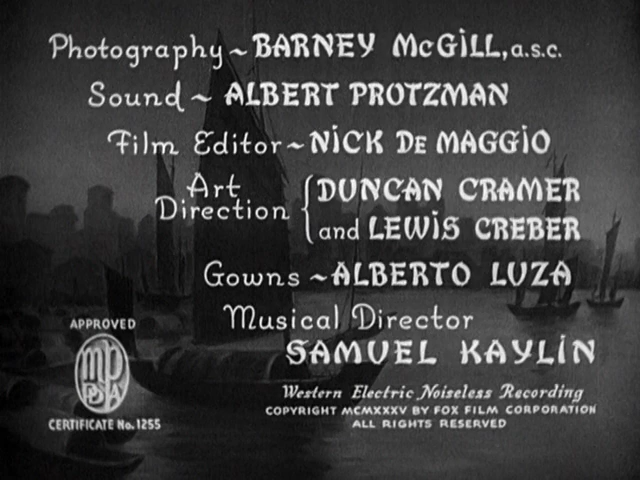 Photography ~ BARNEY McGILL, a.s.c.
Sound ~ ALBERT PROTZMAN
Film Editor ~ NICK DE MAGGIO
Art Direction { DUNCAN CRAMER
and LEWIS CREBER
Gowns ~ ALBERTO LUZA
Musical Director
SAMUEL KAYLIN
APPROVED
MPPDA
CERTIFICATE No. 1255
Western Electric Noiseless Recording
COPYRIGHT MCMXXXV BY FOX FILM CORPORATION
ALL RIGHTS RESERVED